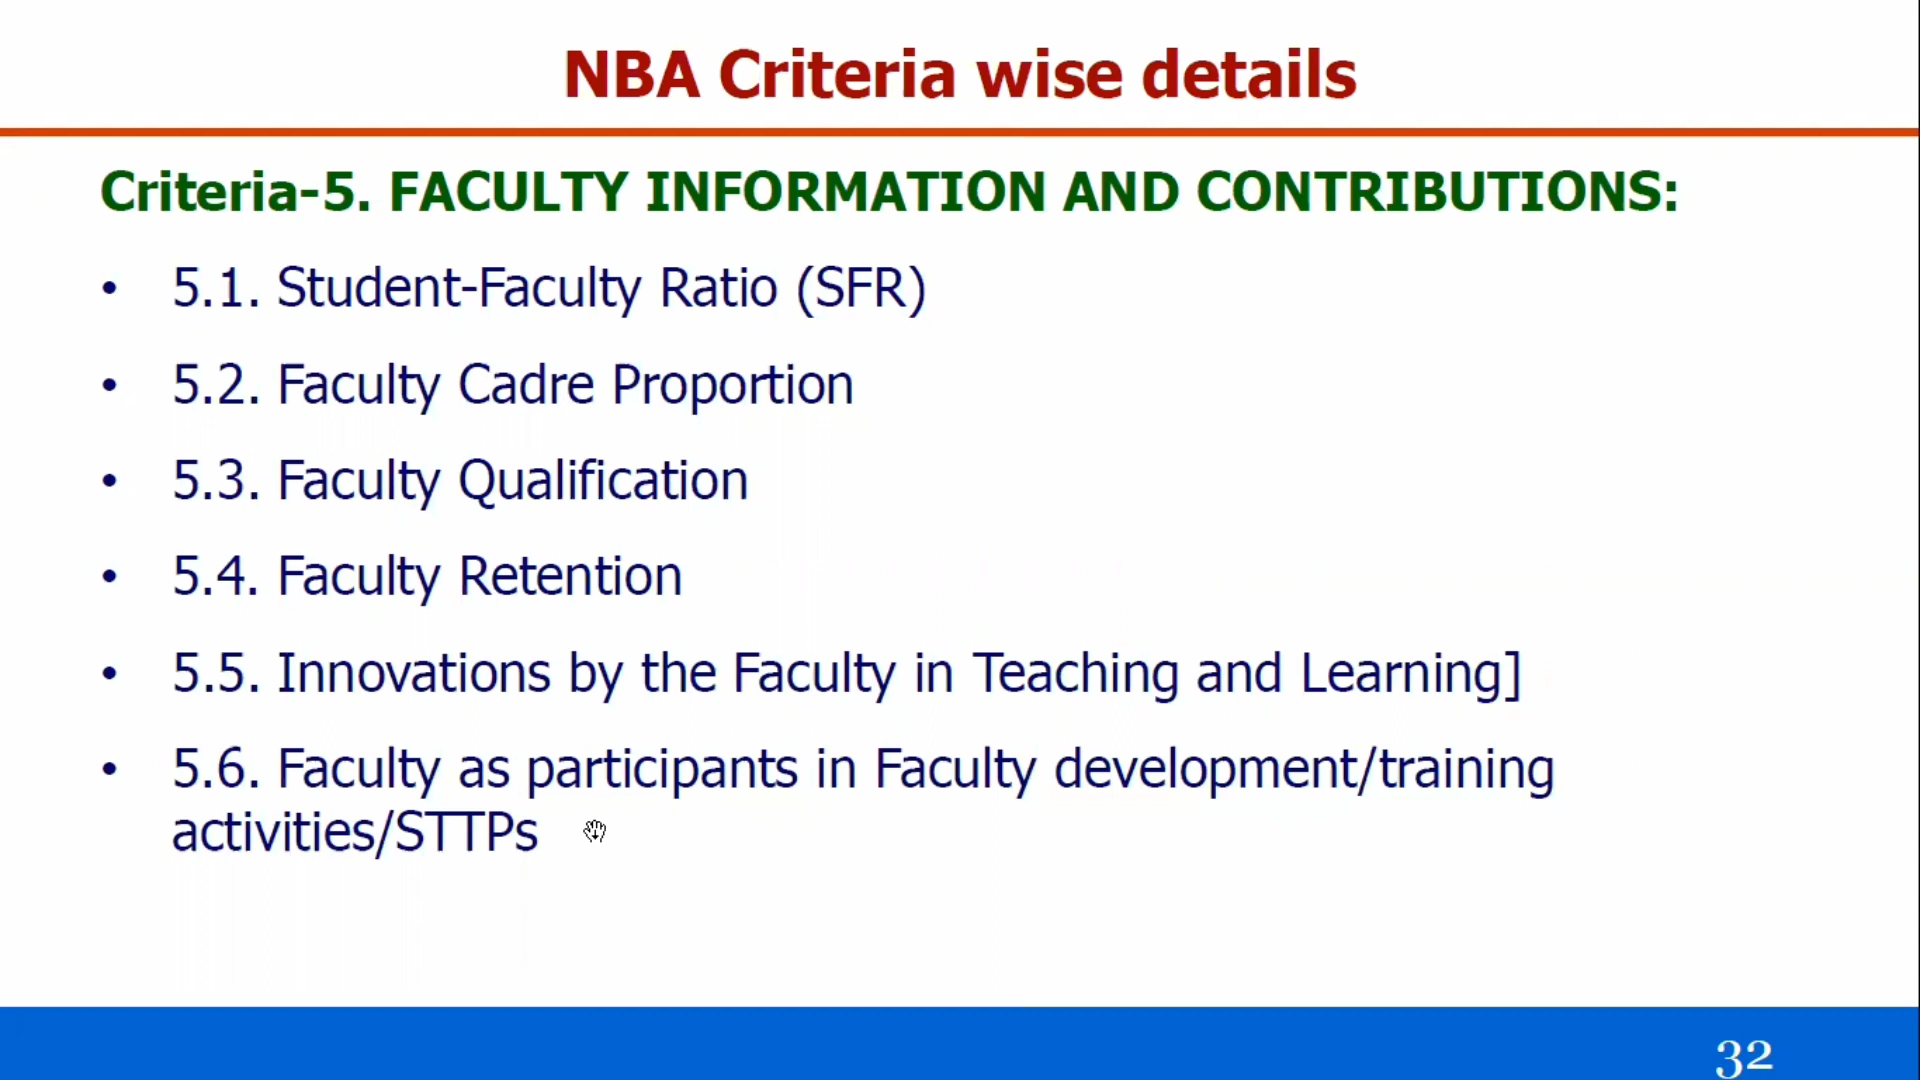 NBA Criteria wise details
Criteria-5. FACULTY INFORMATION AND CONTRIBUTIONS:
• 5.1. Student-Faculty Ratio (SFR)
• 5.2. Faculty Cadre Proportion
• 5.3. Faculty Qualification
• 5.4. Faculty Retention
• 5.5. Innovations by the Faculty in Teaching and Learning]
• 5.6. Faculty as participants in Faculty development/training
activities/STTPs
32